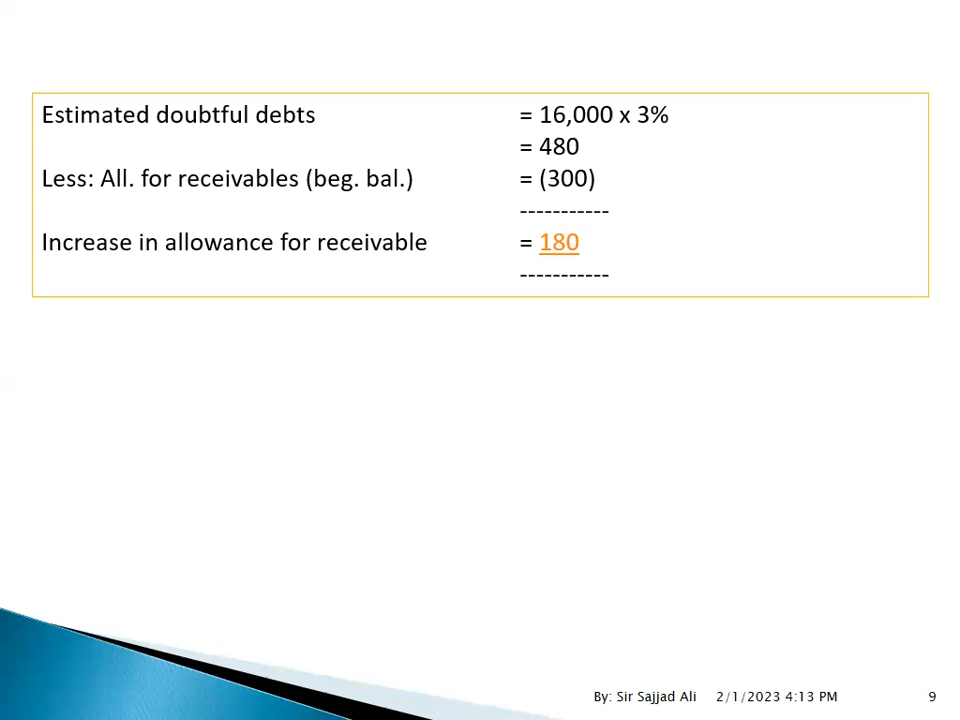 Estimated doubtful debts = 16,000 x 3%
= 480
Less: All. for receivables (beg. bal.) = (300)
-----------
Increase in allowance for receivable = 180
-----------
By: Sir Sajjad Ali 2/1/2023 4:13 PM 9